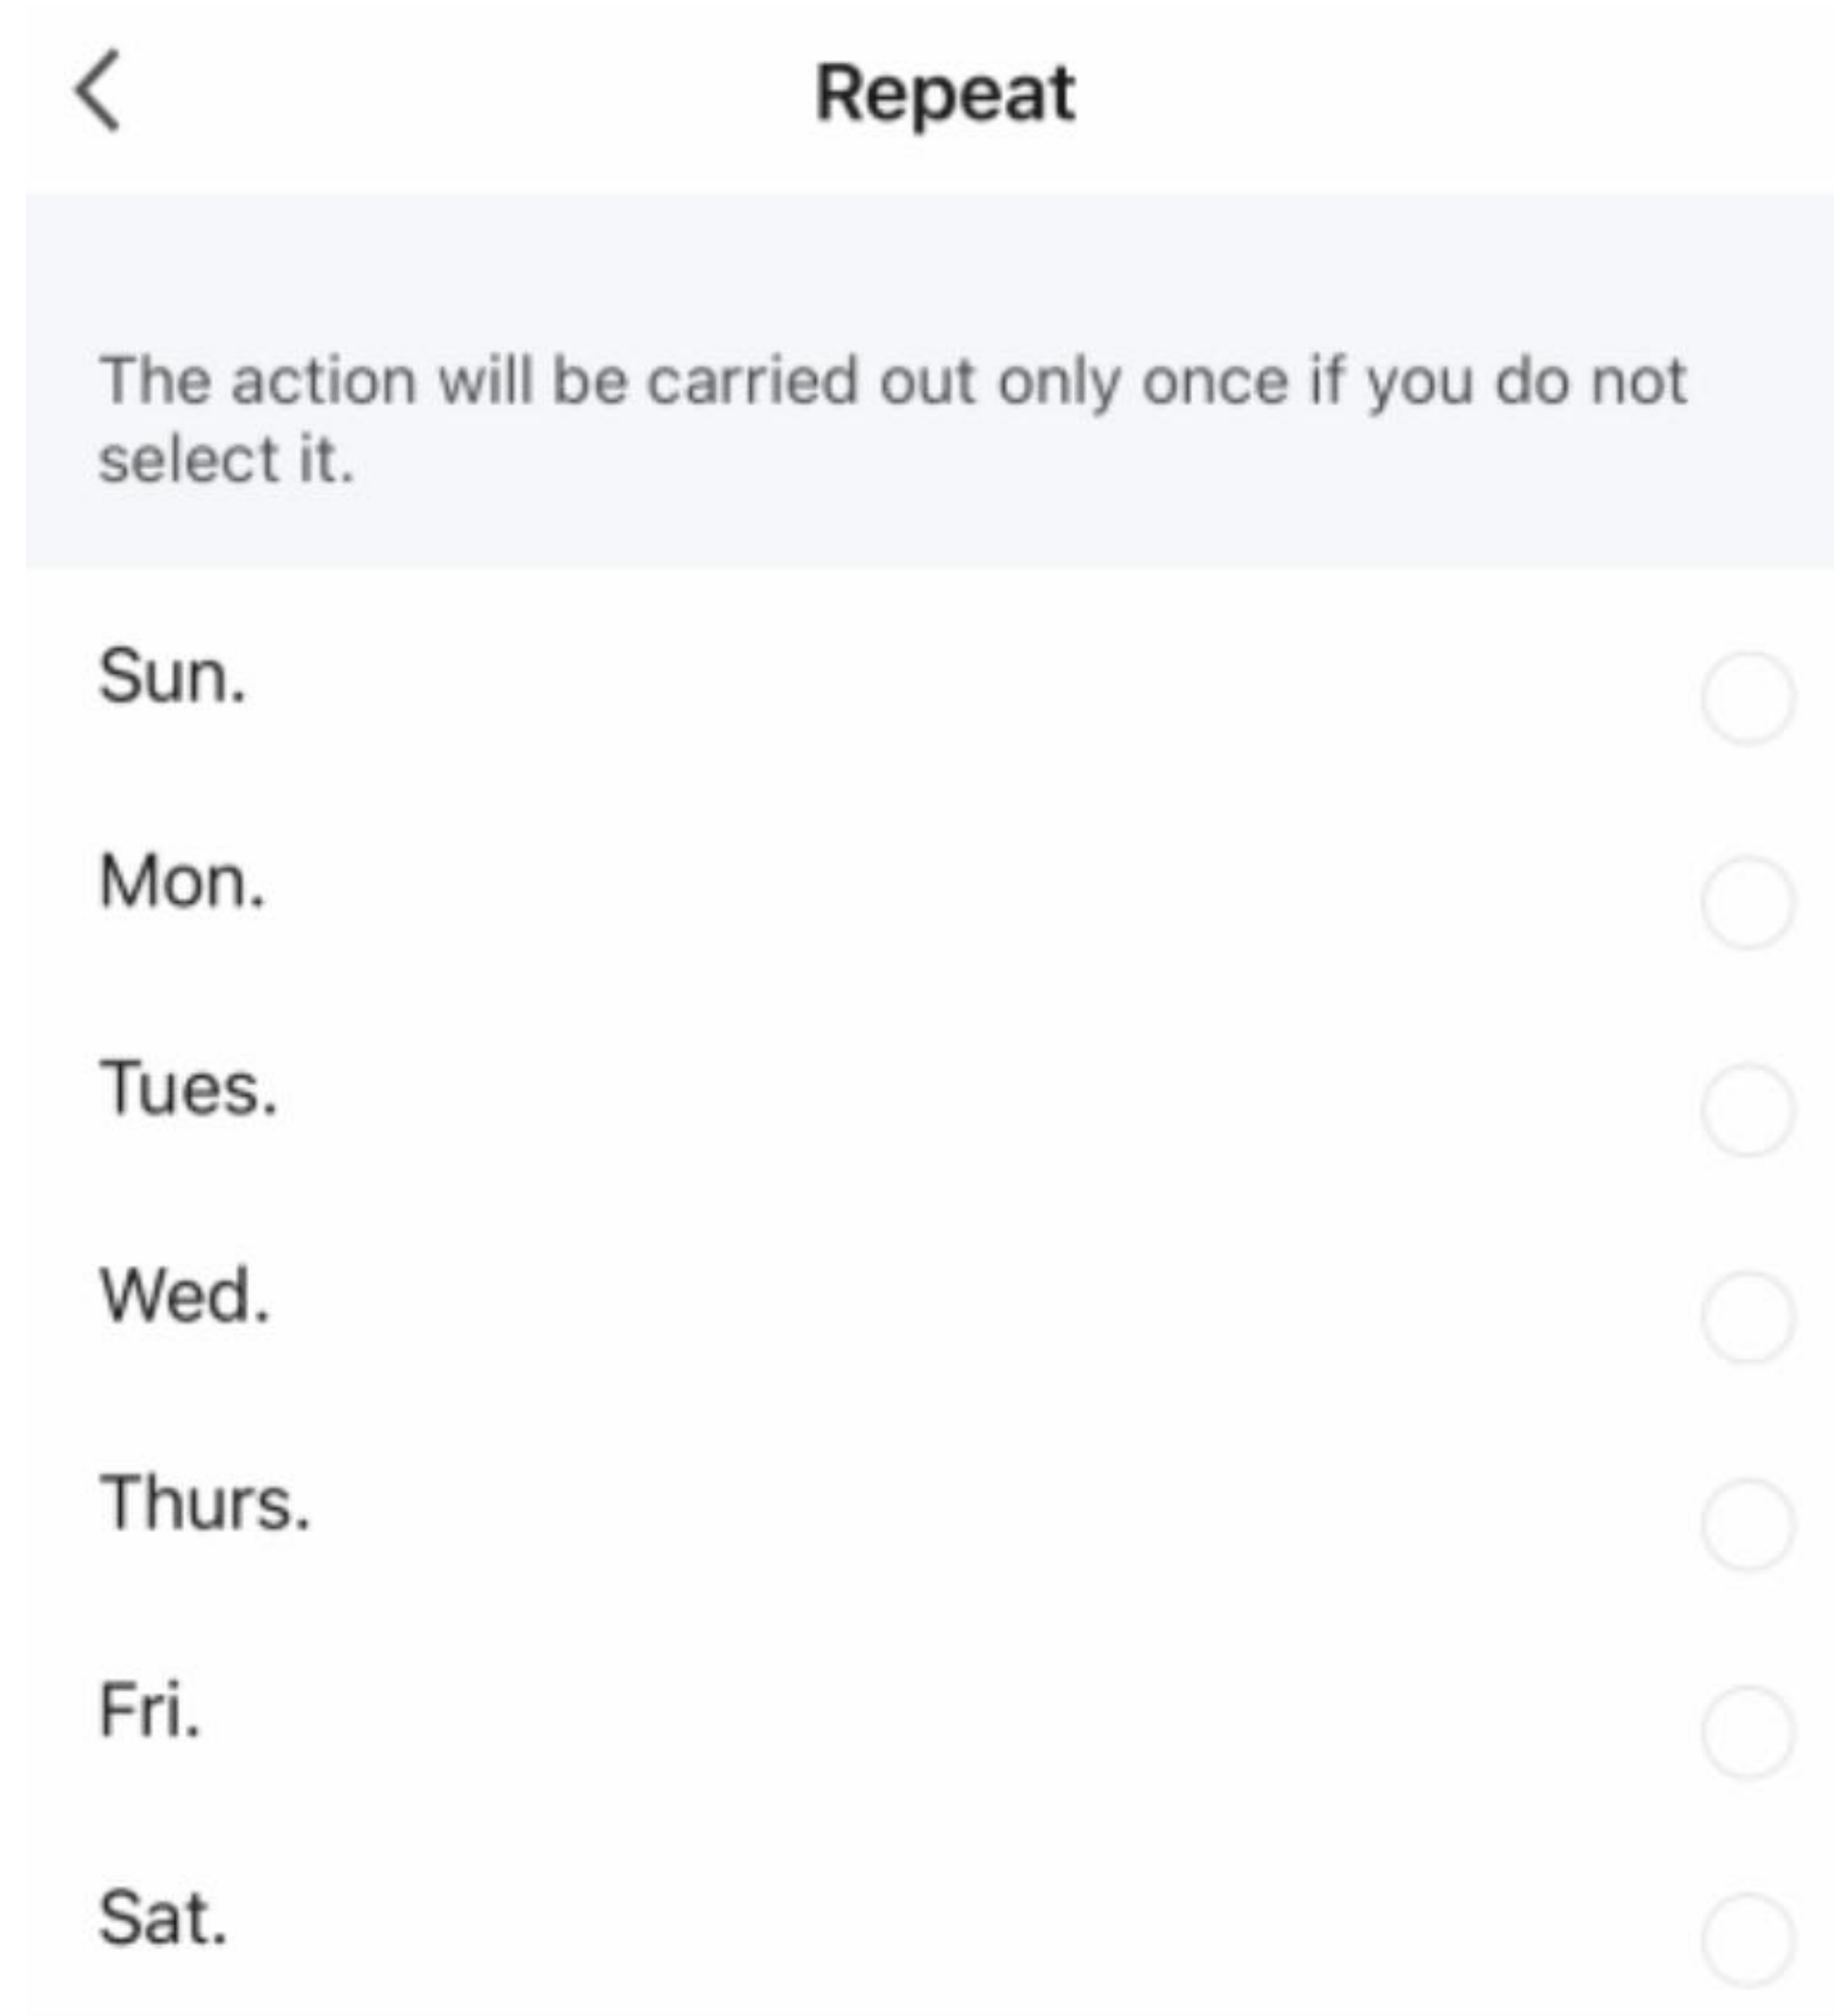 Repeat
The action will be carried out only once if you do not
select it.
Sun.
Mon.
Tues.
Wed.
Thurs.
Fri.
Sat.